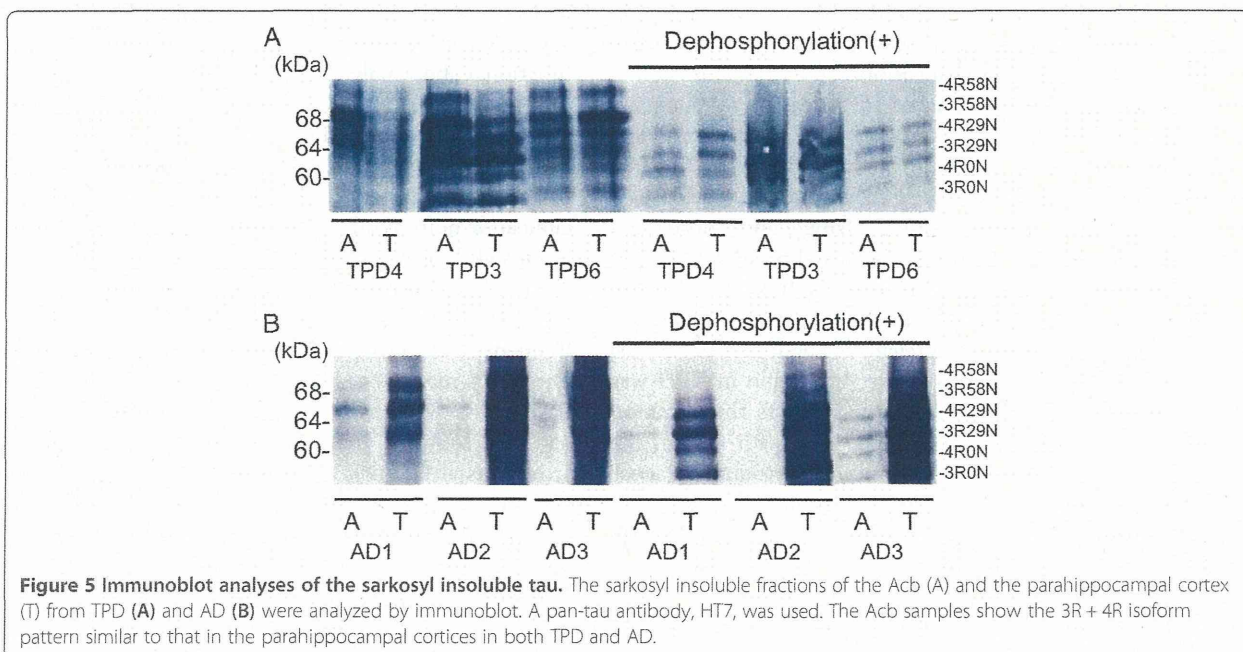 A
(kDa)
Dephosphorylation(+)
68-
64-
60-
-4R58N
-3R58N
-4R29N
-3R29N
-4R0N
-3R0N
A T A T A T A T A T A T
TPD4 TPD3 TPD6 TPD4 TPD3 TPD6
B
(kDa)
Dephosphorylation(+)
68-
64-
60-
-4R58N
-3R58N
-4R29N
-3R29N
-4R0N
-3R0N
A T A T A T A T A T A T
AD1 AD2 AD3 AD1 AD2 AD3
Figure 5 Immunoblot analyses of the sarkosyl insoluble tau. The sarkosyl insoluble fractions of the Acb (A) and the parahippocampal cortex
(T) from TPD (A) and AD (B) were analyzed by immunoblot. A pan-tau antibody, HT7, was used. The Acb samples show the 3R + 4R isoform
pattern similar to that in the parahippocampal cortices in both TPD and AD.